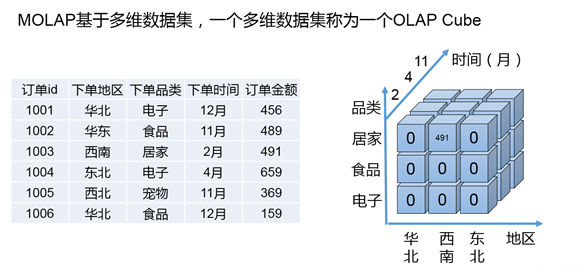 MOLAP基于多维数据集，一个多维数据集称为一个OLAP Cube
订单id 下单地区 下单品类 下单时间 订单金额
1001 华北 电子 12月 456
1002 华东 食品 11月 489
1003 西南 居家 2月 491
1004 东北 电子 4月 659
1005 西北 宠物 11月 369
1006 华北 食品 12月 159
时间（月）
11
4
2
品类
居家 0 491 0
食品 0 0 0
电子 0 0 0
华北 西南 东北 地区